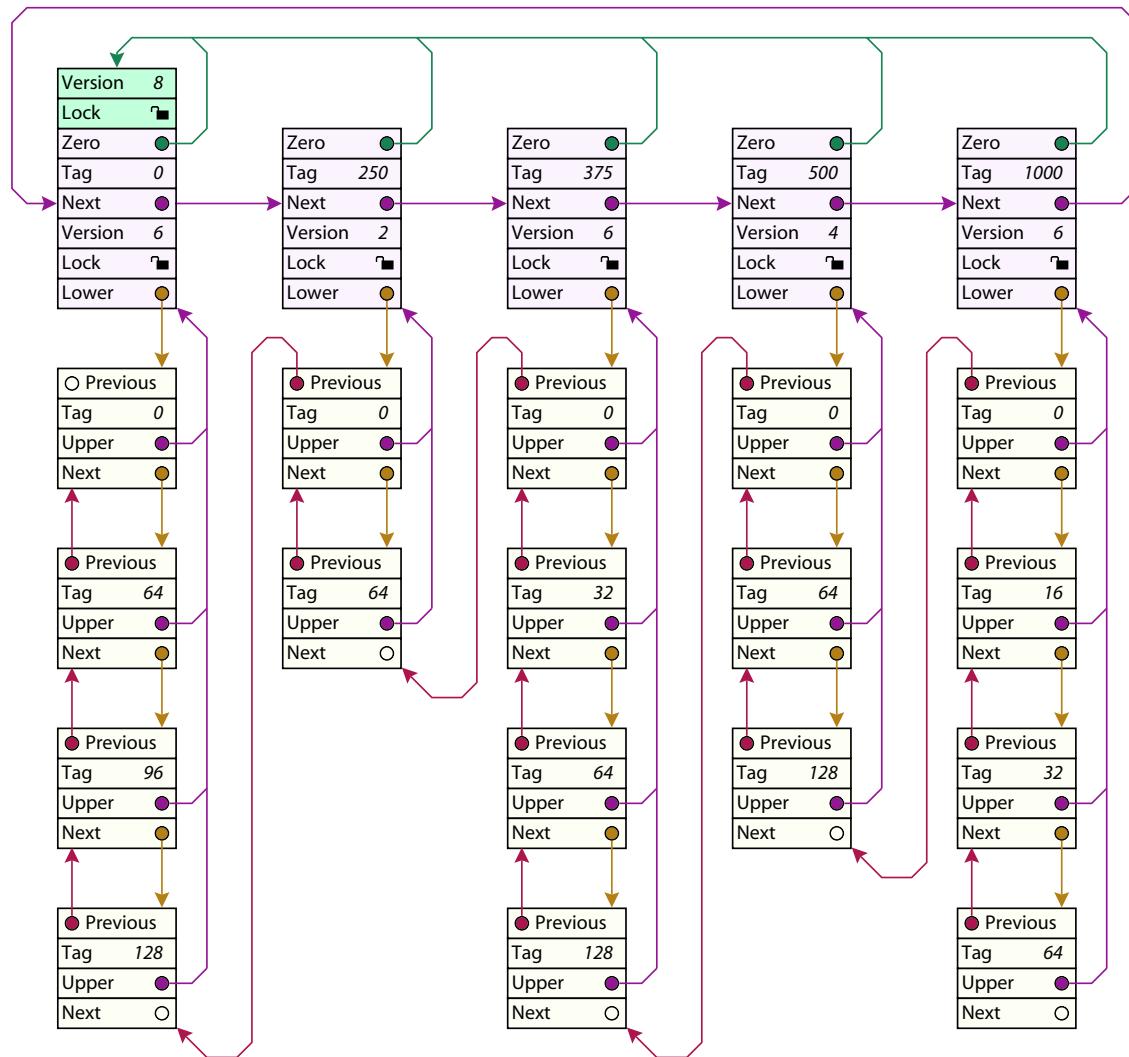 Version 8
Lock
Zero
Tag 0
Next
Version 6
Lock
Lower
Zero
Tag 250
Next
Version 2
Lock
Lower
Zero
Tag 375
Next
Version 6
Lock
Lower
Zero
Tag 500
Next
Version 4
Lock
Lower
Zero
Tag 1000
Next
Version 6
Lock
Lower
Previous
Tag 0
Upper
Next
Previous
Tag 64
Upper
Next
Previous
Tag 96
Upper
Next
Previous
Tag 128
Upper
Next
Previous
Tag 0
Upper
Next
Previous
Tag 64
Upper
Next
Previous
Tag 0
Upper
Next
Previous
Tag 32
Upper
Next
Previous
Tag 64
Upper
Next
Previous
Tag 128
Upper
Next
Previous
Tag 0
Upper
Next
Previous
Tag 64
Upper
Next
Previous
Tag 128
Upper
Next
Previous
Tag 0
Upper
Next
Previous
Tag 16
Upper
Next
Previous
Tag 32
Upper
Next
Previous
Tag 64
Upper
Next